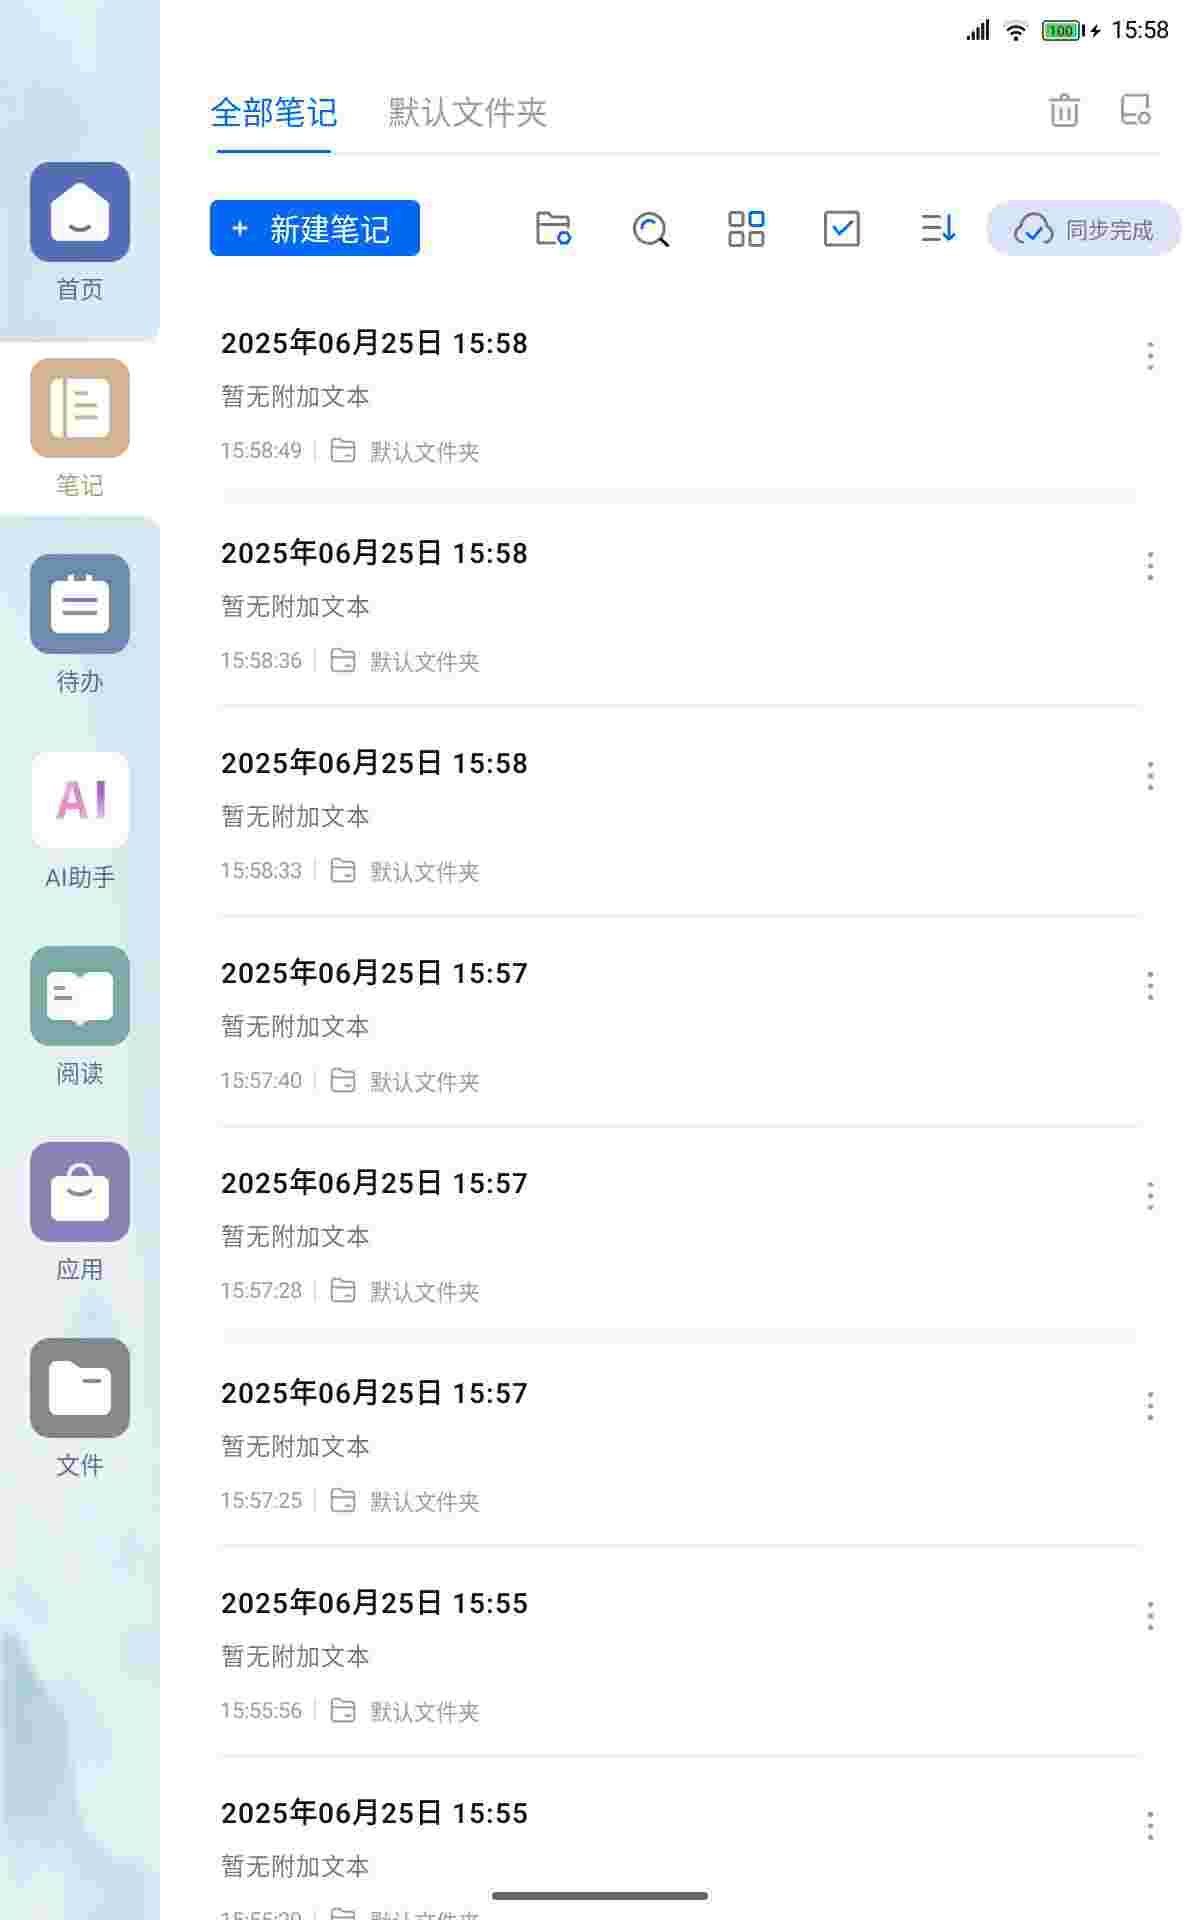 100 15:58
全部笔记 默认文件夹
+ 新建笔记 同步完成
首页
笔记
待办
AI
AI助手
阅读
应用
文件
2025年06月25日 15:58
暂无附加文本
15:58:49 默认文件夹
2025年06月25日 15:58
暂无附加文本
15:58:36 默认文件夹
2025年06月25日 15:58
暂无附加文本
15:58:33 默认文件夹
2025年06月25日 15:57
暂无附加文本
15:57:40 默认文件夹
2025年06月25日 15:57
暂无附加文本
15:57:28 默认文件夹
2025年06月25日 15:57
暂无附加文本
15:57:25 默认文件夹
2025年06月25日 15:55
暂无附加文本
15:55:56 默认文件夹
2025年06月25日 15:55
暂无附加文本
默认文件夹